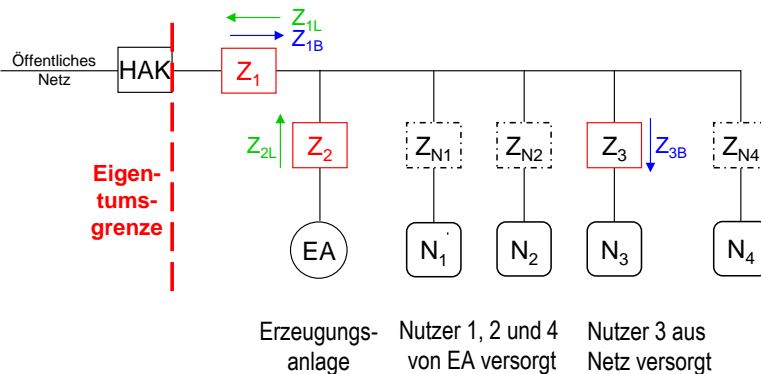 Z1L
Z1B
Öffentliches
Netz
HAK
Z1
Z2L
Z2
ZN1
ZN2
Z3
Z3B
ZN4
Eigen-
tums-
grenze
EA
N1
N2
N3
N4
Erzeugungs-
anlage
Nutzer 1, 2 und 4
von EA versorgt
Nutzer 3 aus
Netz versorgt